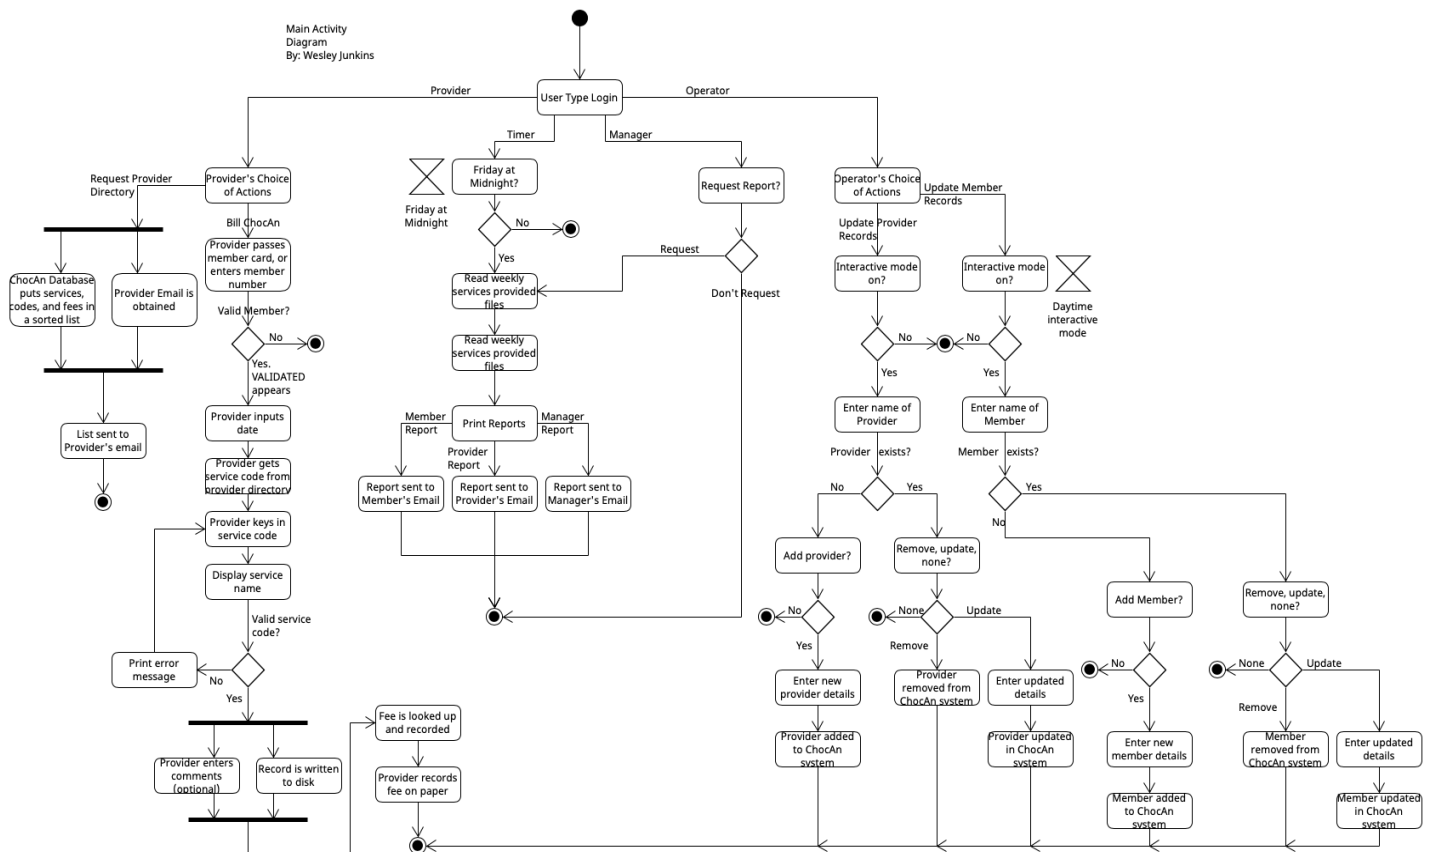 Main Activity
Diagram
By: Wesley Junkins
Provider
User Type Login
Operator
Timer
Manager
Request Provider
Directory
Provider's Choice
of Actions
Friday at
Midnight?
Friday at
Midnight
Request Report?
Operator's Choice
of Actions
Update Member
Records
Bill ChocAn
No
Update Provider
Records
Provider passes
member card, or
enters member
number
Yes
Request
Interactive mode
on?
Interactive mode
on?
ChocAn Database
puts services,
codes, and fees in
a sorted list
Provider Email is
obtained
Read weekly
services provided
files
Don't Request
Daytime
interactive
mode
Valid Member?
No
Read weekly
services provided
files
No
No
Yes.
VALIDATED
appears
Yes
Yes
Provider inputs
date
Member
Report
Print Reports
Manager
Report
Enter name of
Provider
Enter name of
Member
List sent to
Provider's email
Provider
Report
Provider exists?
Member exists?
Provider gets
service code from
provider directory
Report sent to
Member's Email
Report sent to
Provider's Email
Report sent to
Manager's Email
No
Yes
Yes
No
Provider keys in
service code
Add provider?
Remove, update,
none?
Display service
name
Add Member?
Remove, update,
none?
Valid service
code?
No
None
Update
Yes
Remove
Print error
message
No
Yes
No
Yes
None
Update
Remove
Enter new
provider details
Provider
removed from
ChocAn system
Enter updated
details
Fee is looked up
and recorded
Provider added
to ChocAn
system
Provider updated
in ChocAn
system
Enter new
member details
Member
removed from
ChocAn system
Enter updated
details
Provider enters
comments
(optional)
Record is written
to disk
Provider records
fee on paper
Member added
to ChocAn
system
Member updated
in ChocAn
system